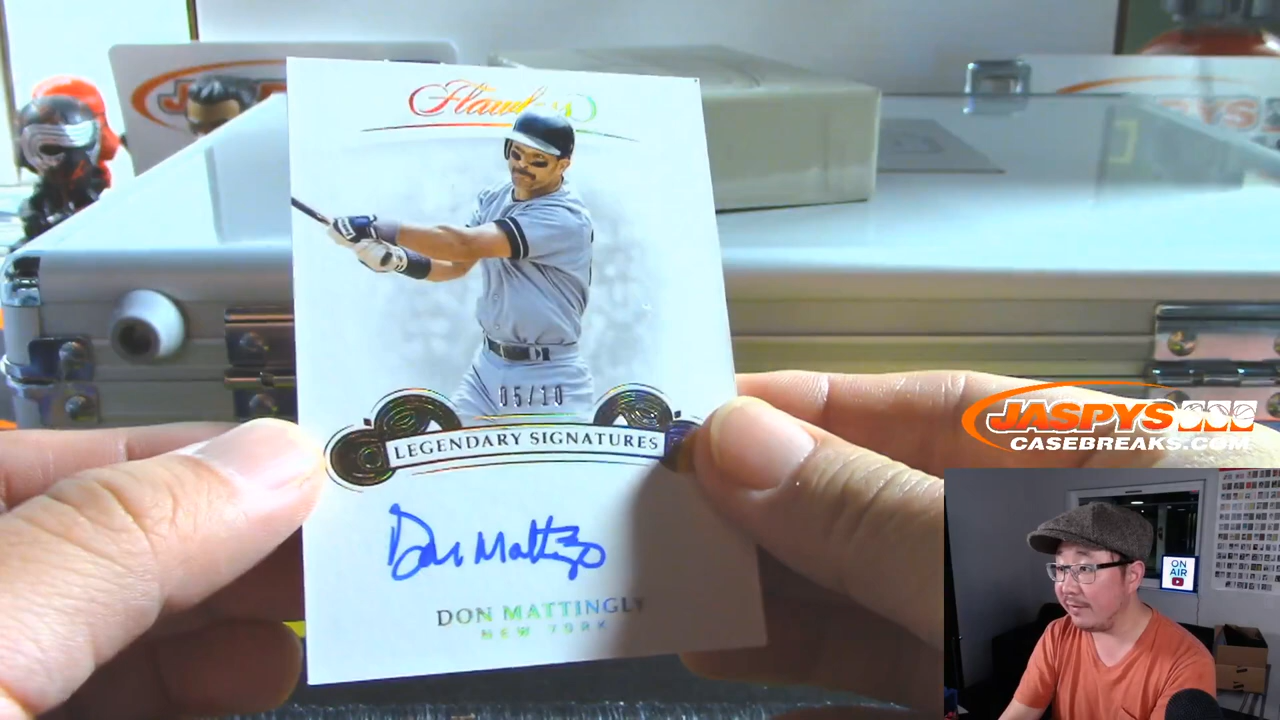 Flawless
05/10
LEGENDARY SIGNATURES
Don Mattingly
DON MATTINGLY
NEW YORK
JASPYS
CASEBREAKS.COM
ON
AIR